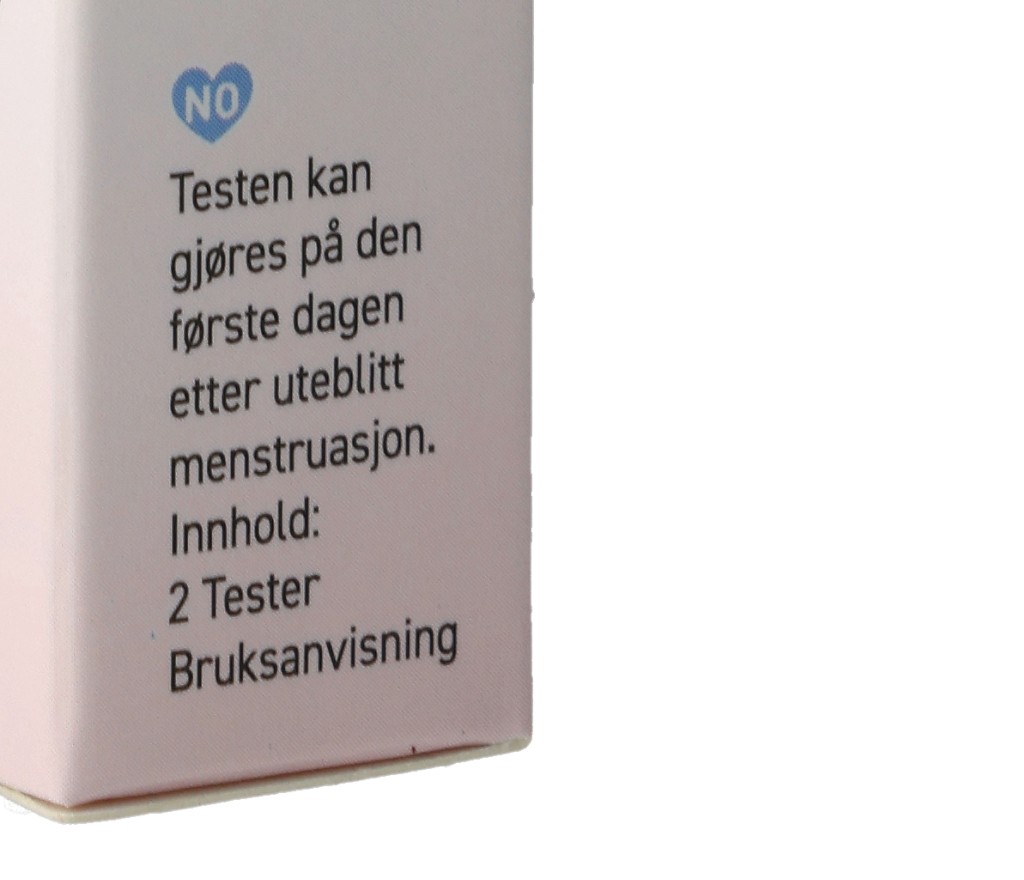 NO
Testen kan
gjøres på den
første dagen
etter uteblitt
menstruasjon.
Innhold:
2 Tester
Bruksanvisning